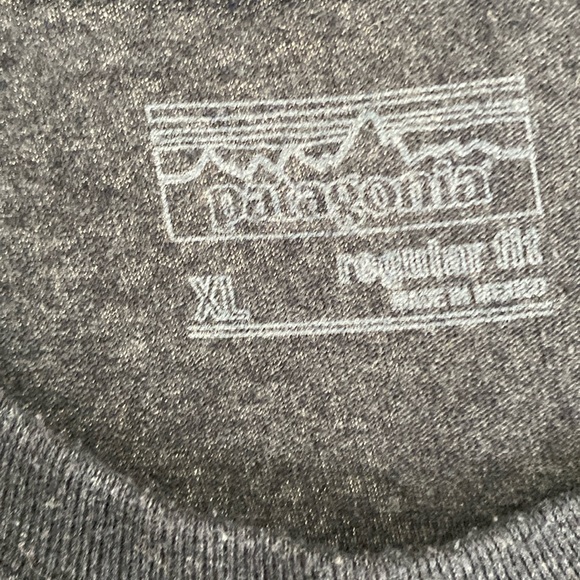 patagonia
XL regular fit
MADE IN MEXICO